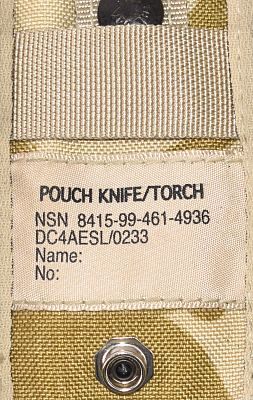 POUCH KNIFE/TORCH
NSN 8415-99-461-4936
DC4AESL/0233
Name:
No: